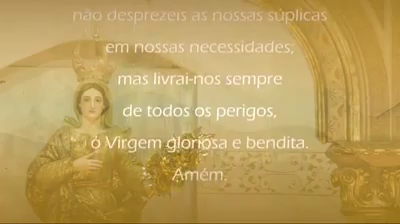 não desprezeis as nossas súplicas
em nossas necessidades;
mas livrai-nos sempre
de todos os perigos,
ó Virgem gloriosa e bendita.
Amém.